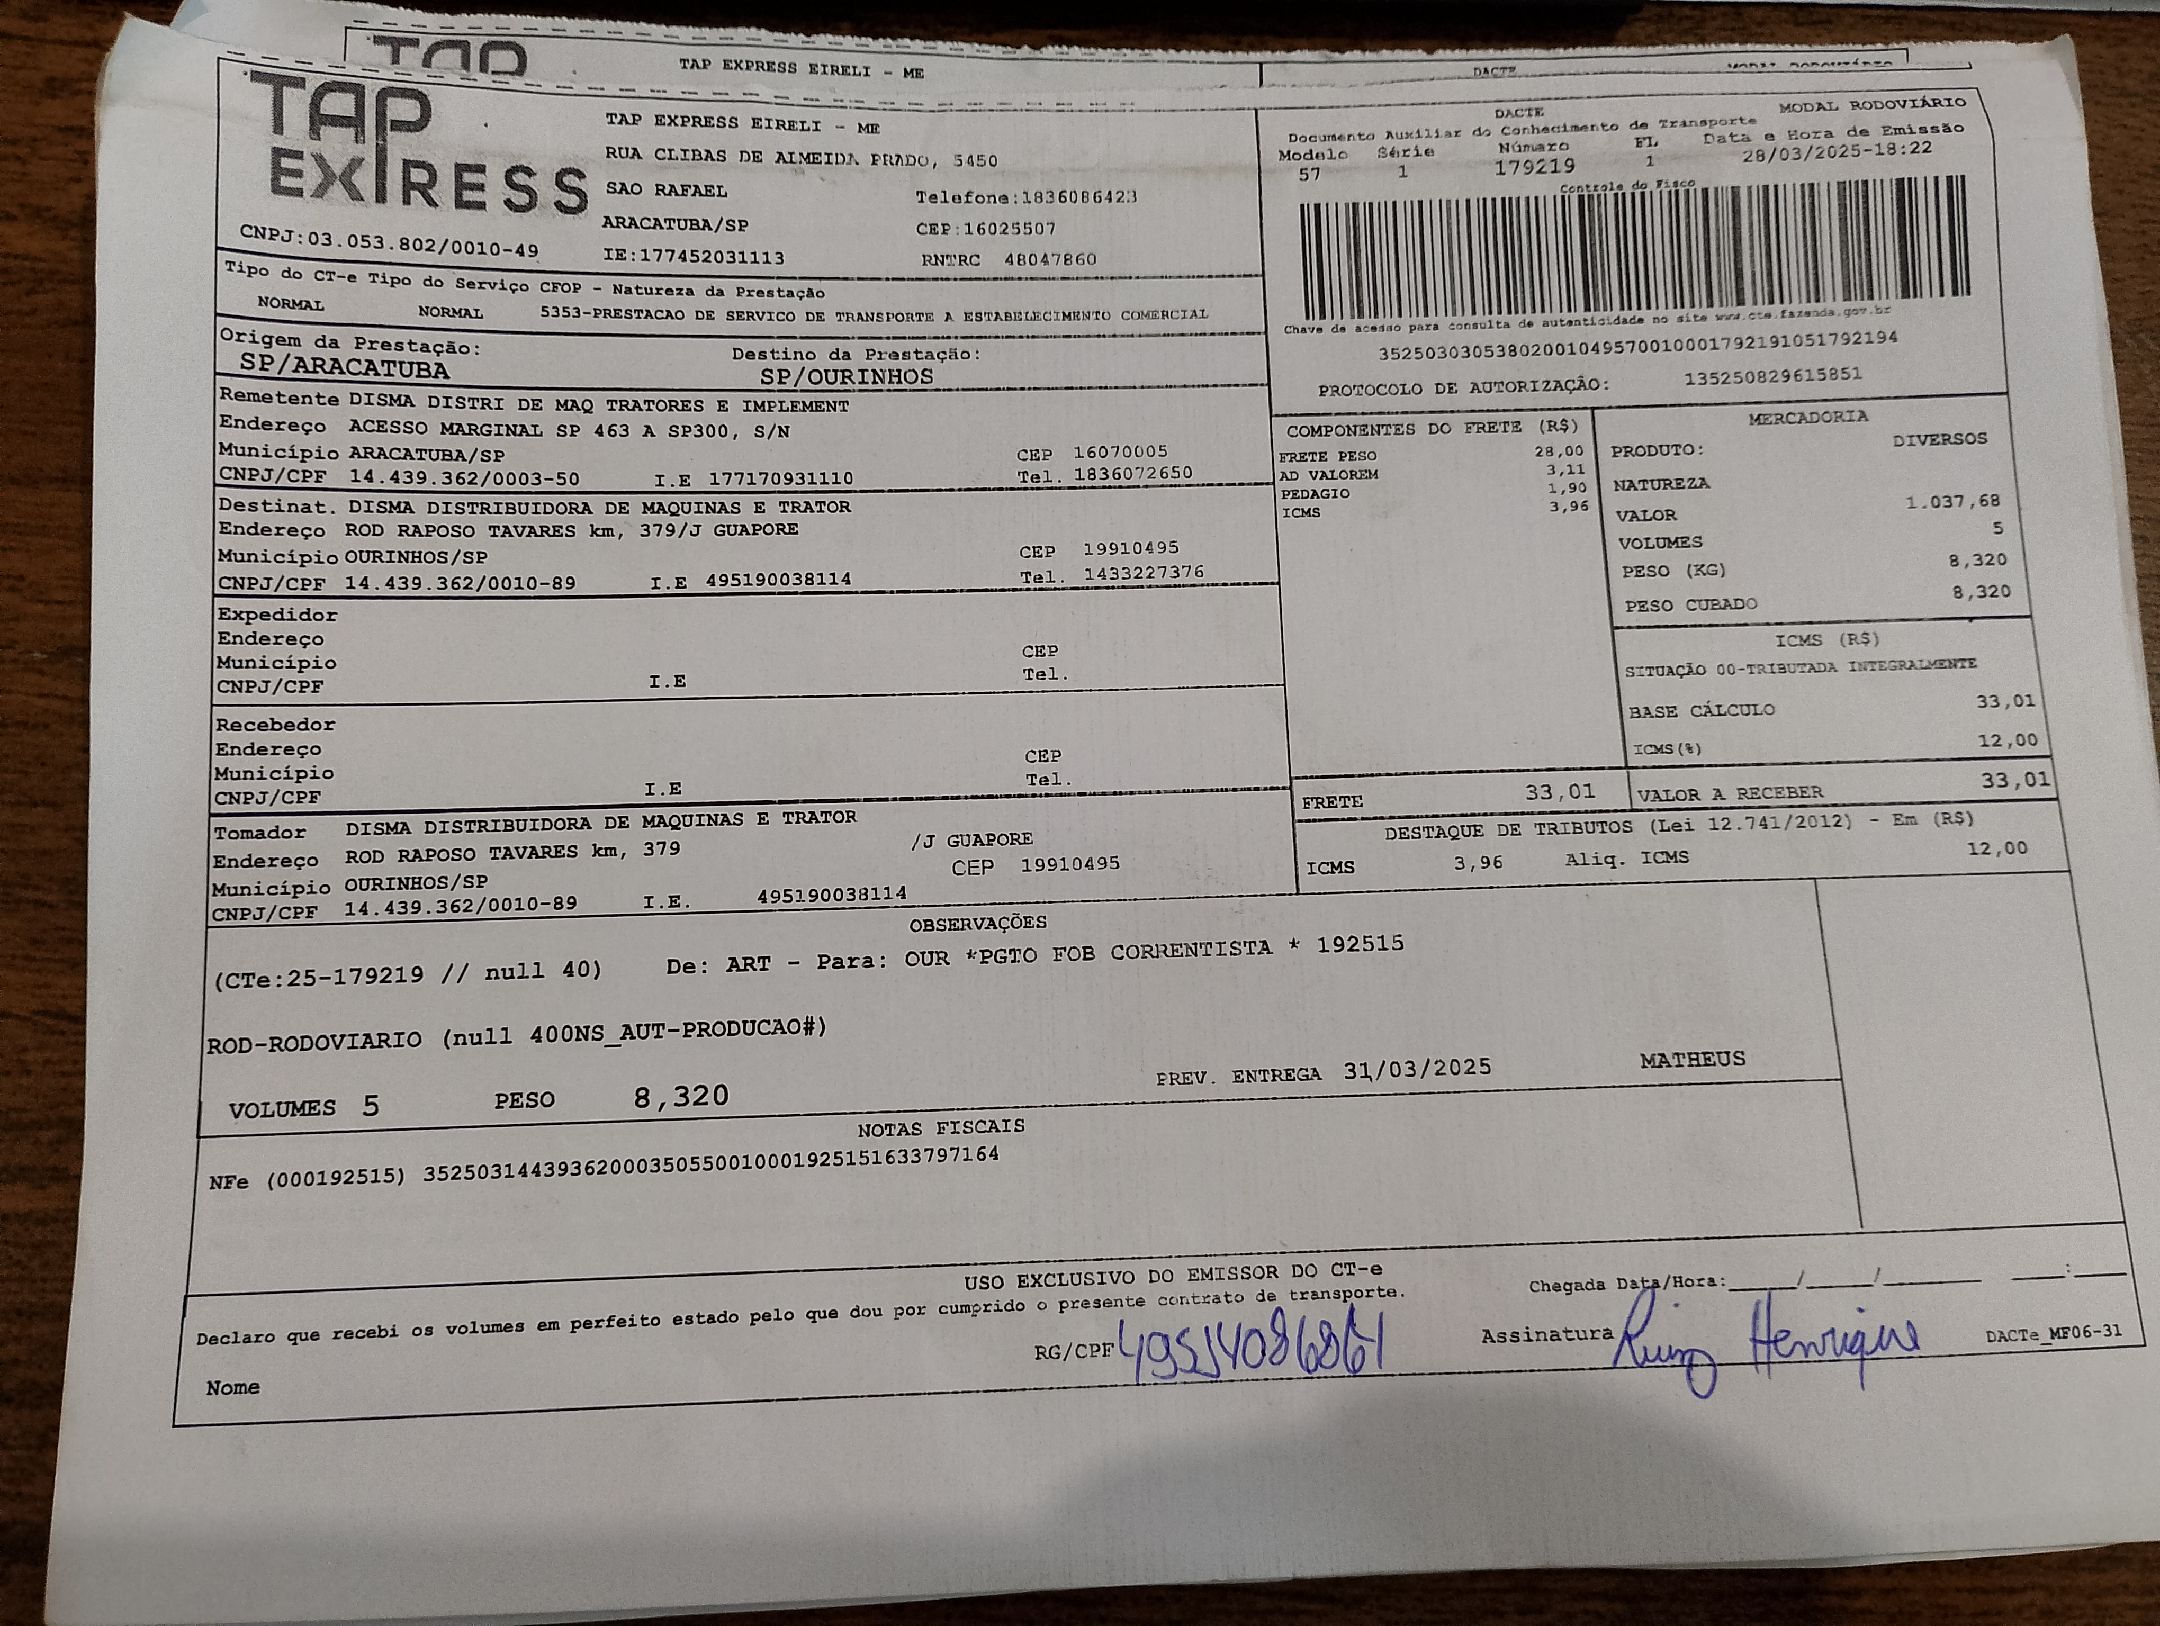 TAP
TAP EXPRESS EIRELI - ME
DACTE
TAP EXPRESS
CNPJ:03.053.802/0010-49
TAP EXPRESS EIRELI - ME
RUA CLIBAS DE ALMEIDA PRADO, 5450
SAO RAFAEL Telefone:1836086423
ARACATUBA/SP CEP:16025507
IE:177452031113 RNTRC 48047860
DACTE MODAL RODOVIÁRIO
Documento Auxiliar do Conhecimento de Transporte
Modelo Série Número FL Data e Hora de Emissão
57 1 179219 1 28/03/2025-18:22
Controle do Fisco
Chave de acesso para consulta de autenticidade no site www.cte.fazenda.gov.br
35250303053802001049570010001792191051792194
PROTOCOLO DE AUTORIZAÇÃO: 135250829615851
Tipo do CT-e Tipo do Serviço CFOP - Natureza da Prestação
NORMAL NORMAL 5353-PRESTACAO DE SERVICO DE TRANSPORTE A ESTABELECIMENTO COMERCIAL
Origem da Prestação: Destino da Prestação:
SP/ARACATUBA SP/OURINHOS
Remetente DISMA DISTRI DE MAQ TRATORES E IMPLEMENT
Endereço ACESSO MARGINAL SP 463 A SP300, S/N
Município ARACATUBA/SP CEP 16070005
CNPJ/CPF 14.439.362/0003-50 I.E 177170931110 Tel. 1836072650
Destinat. DISMA DISTRIBUIDORA DE MAQUINAS E TRATOR
Endereço ROD RAPOSO TAVARES km, 379/J GUAPORE
Município OURINHOS/SP CEP 19910495
CNPJ/CPF 14.439.362/0010-89 I.E 495190038114 Tel. 1433227376
Expedidor
Endereço
Município CEP
CNPJ/CPF I.E Tel.
Recebedor
Endereço
Município CEP
CNPJ/CPF I.E Tel.
Tomador DISMA DISTRIBUIDORA DE MAQUINAS E TRATOR
Endereço ROD RAPOSO TAVARES km, 379 /J GUAPORE
Município OURINHOS/SP CEP 19910495
CNPJ/CPF 14.439.362/0010-89 I.E. 495190038114
COMPONENTES DO FRETE (R$)
FRETE PESO 28,00
AD VALOREM 3,11
PEDAGIO 1,90
ICMS 3,96
MERCADORIA
PRODUTO: DIVERSOS
NATUREZA
VALOR 1.037,68
VOLUMES 5
PESO (KG) 8,320
PESO CUBADO 8,320
ICMS (R$)
SITUAÇÃO 00-TRIBUTADA INTEGRALMENTE
BASE CÁLCULO 33,01
ICMS(%) 12,00
FRETE 33,01 VALOR A RECEBER 33,01
DESTAQUE DE TRIBUTOS (Lei 12.741/2012) - Em (R$)
ICMS 3,96 Aliq. ICMS 12,00
OBSERVAÇÕES
(CTe:25-179219 // null 40) De: ART - Para: OUR *PGTO FOB CORRENTISTA * 192515
ROD-RODOVIARIO (null 400NS_AUT-PRODUCAO#)
VOLUMES 5 PESO 8,320 PREV. ENTREGA 31/03/2025 MATHEUS
NOTAS FISCAIS
NFe (000192515) 35250314439362000350550010001925151633797164
USO EXCLUSIVO DO EMISSOR DO CT-e
Declaro que recebi os volumes em perfeito estado pelo que dou por cumprido o presente contrato de transporte.
Chegada Data/Hora:____/____/______ ___:___
Nome RG/CPF Assinatura Henrique DACTe_MF06-31